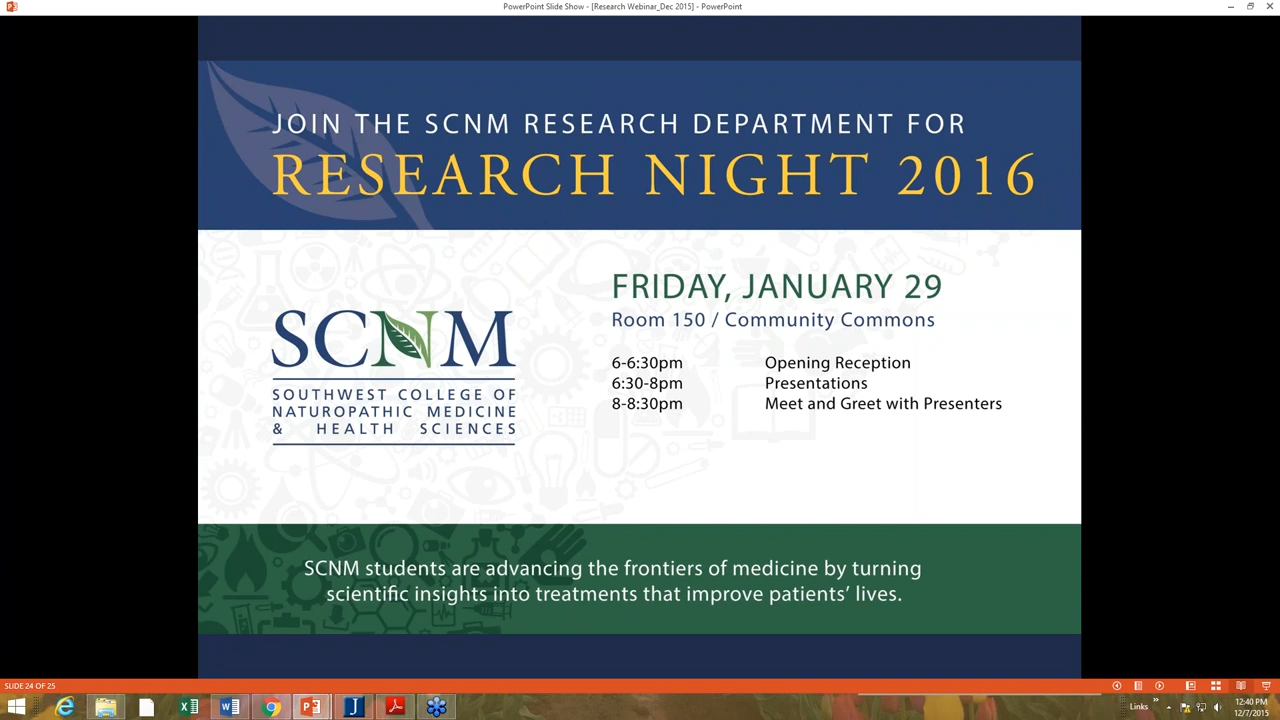 PowerPoint Slide Show - [Research Webinar_Dec 2015] - PowerPoint
JOIN THE SCNM RESEARCH DEPARTMENT FOR
RESEARCH NIGHT 2016
SCNM
SOUTHWEST COLLEGE OF
NATUROPATHIC MEDICINE
& HEALTH SCIENCES
FRIDAY, JANUARY 29
Room 150 / Community Commons
6-6:30pm Opening Reception
6:30-8pm Presentations
8-8:30pm Meet and Greet with Presenters
SCNM students are advancing the frontiers of medicine by turning
scientific insights into treatments that improve patients' lives.
SLIDE 24 OF 25
Links
12:40 PM
12/7/2015